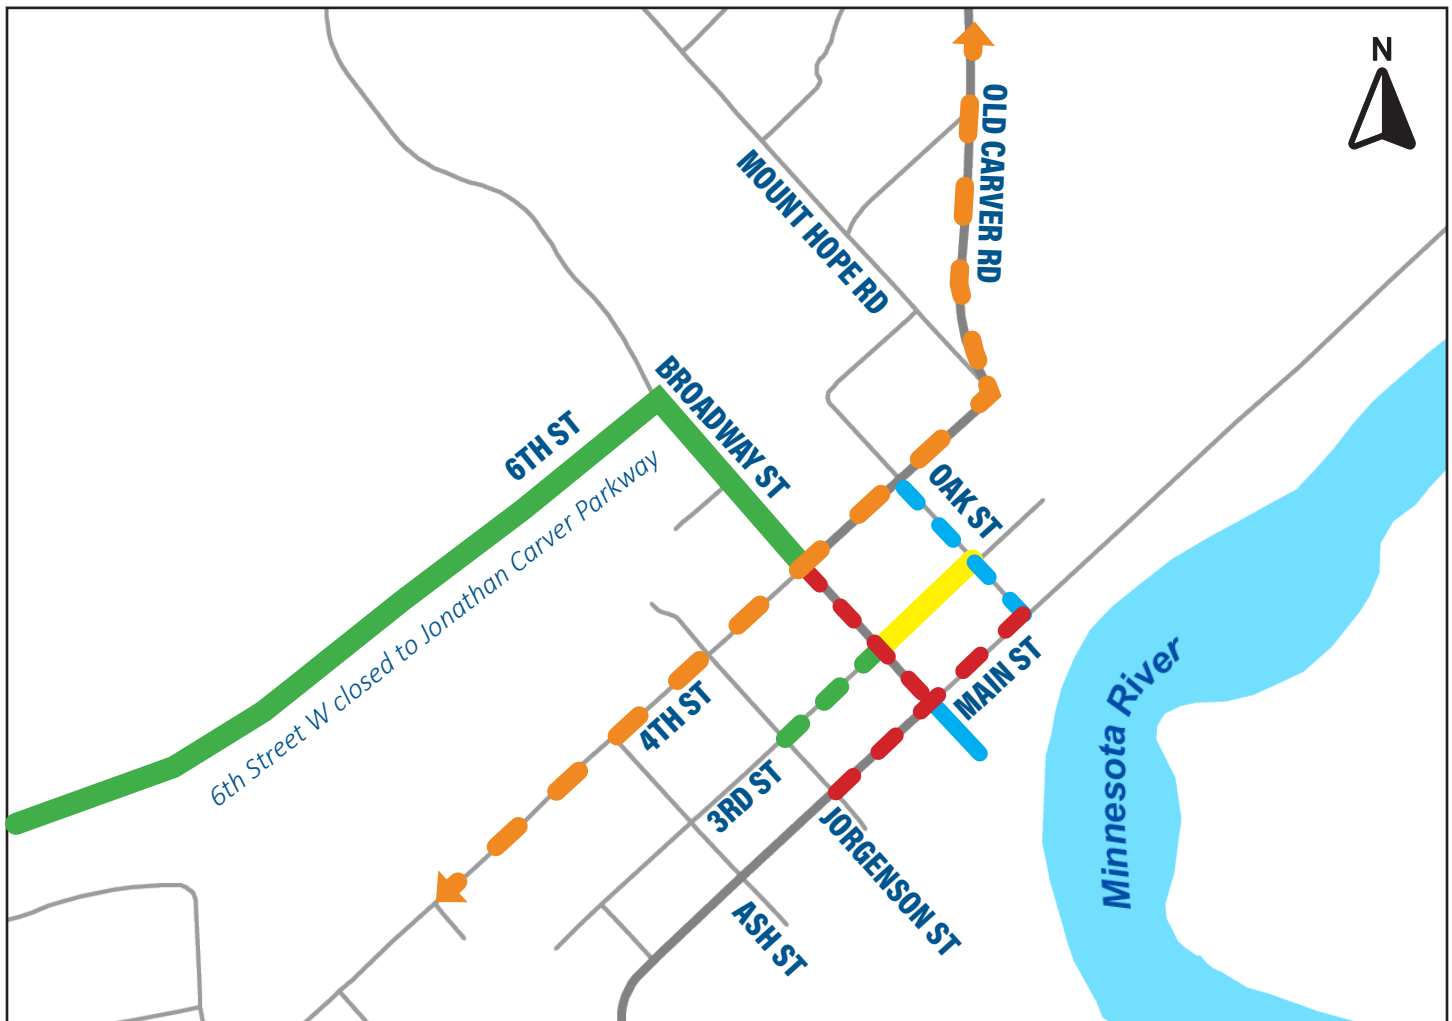 N
OLD CARVER RD
MOUNT HOPE RD
BROADWAY ST
6TH ST
6th Street W closed to Jonathan Carver Parkway
OAK ST
MAIN ST
4TH ST
3RD ST
JORGENSON ST
ASH ST
Minnesota River